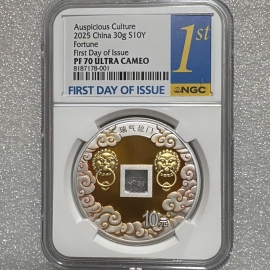 Auspicious Culture
2025 China 30g S10Y
Fortune
First Day of Issue
PF 70 ULTRA CAMEO
8187178-001
1st
FIRST DAY OF ISSUE
NGC
瑞气盈门
10元